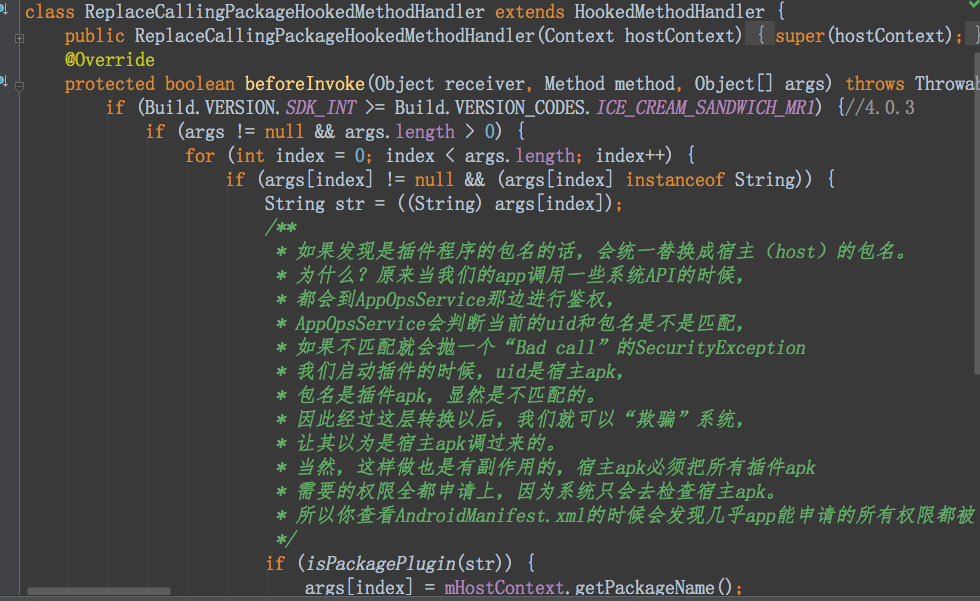 class ReplaceCallingPackageHookedMethodHandler extends HookedMethodHandler {
public ReplaceCallingPackageHookedMethodHandler(Context hostContext) { super(hostContext); }
@Override
protected boolean beforeInvoke(Object receiver, Method method, Object[] args) throws Throwab
if (Build.VERSION.SDK_INT >= Build.VERSION_CODES.ICE_CREAM_SANDWICH_MR1) {//4.0.3
if (args != null && args.length > 0) {
for (int index = 0; index < args.length; index++) {
if (args[index] != null && (args[index] instanceof String)) {
String str = ((String) args[index]);
/**
* 如果发现是插件程序的包名的话，会统一替换成宿主（host）的包名。
* 为什么？原来当我们的app调用一些系统API的时候，
* 都会到AppOpsService那边进行鉴权，
* AppOpsService会判断当前的uid和包名是不是匹配，
* 如果不匹配就会抛一个“Bad call”的SecurityException
* 我们启动插件的时候，uid是宿主apk，
* 包名是插件apk，显然是不匹配的。
* 因此经过这层转换以后，我们就可以“欺骗”系统，
* 让其以为是宿主apk调过来的。
* 当然，这样做也是有副作用的，宿主apk必须把所有插件apk
* 需要的权限全都申请上，因为系统只会去检查宿主apk。
* 所以你查看AndroidManifest.xml的时候会发现几乎app能申请的所有权限都被
*/
if (isPackagePlugin(str)) {
args[index] = mHostContext.getPackageName();